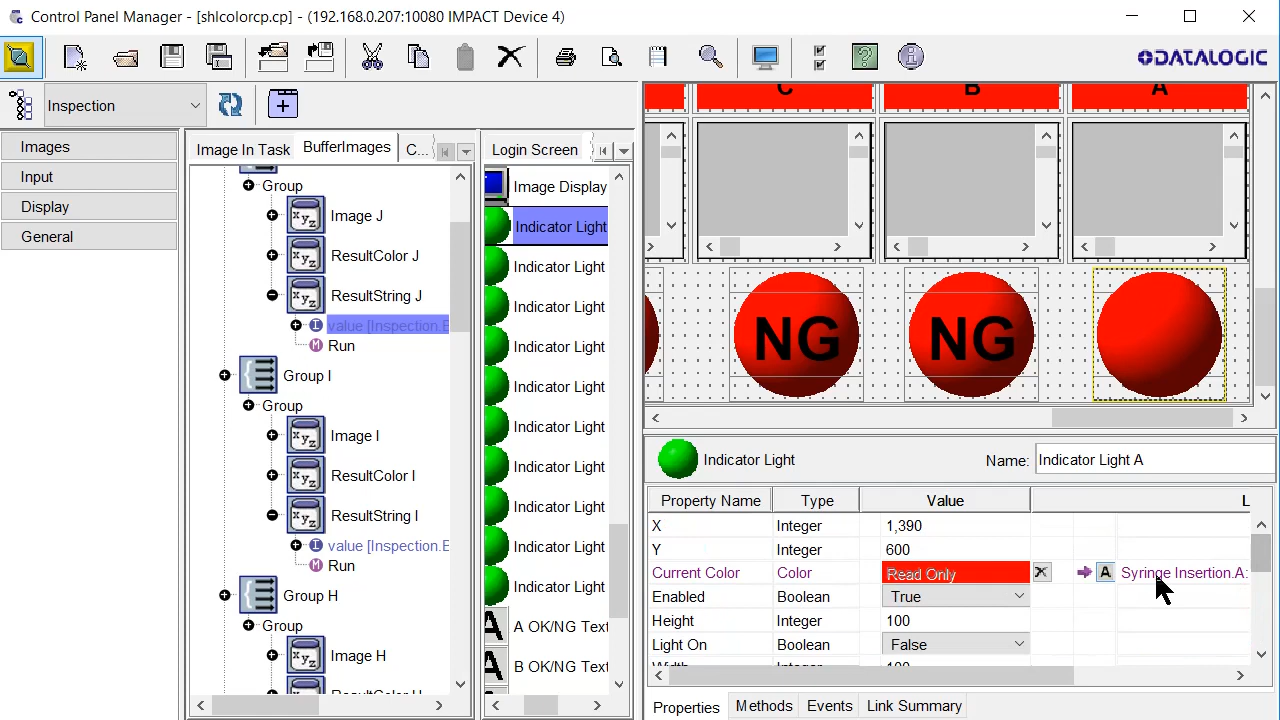 Control Panel Manager - [shlcolorcp.cp] - (192.168.0.207:10080 IMPACT Device 4)
DATALOGIC
Inspection
Images
Input
Display
General
Image In Task
BufferImages
C...
Group
Image J
ResultColor J
ResultString J
value [Inspection.E
Run
Group I
Group
Image I
ResultColor I
ResultString I
value [Inspection.E
Run
Group H
Group
Image H
ResultColor H
Login Screen
Image Display
Indicator Light
Indicator Light
Indicator Light
Indicator Light
Indicator Light
Indicator Light
Indicator Light
Indicator Light
Indicator Light
Indicator Light
A OK/NG Text
B OK/NG Text
C
B
A
NG
NG
Indicator Light
Name:
Indicator Light A
Property Name Type Value L
X Integer 1,390
Y Integer 600
Current Color Color Read Only A Syringe Insertion.A:
Enabled Boolean True
Height Integer 100
Light On Boolean False
Width Integer 100
Properties Methods Events Link Summary